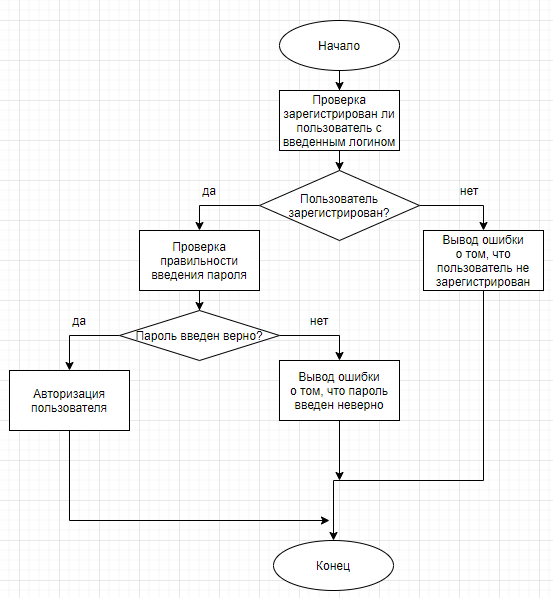 Начало
Проверка
зарегистрирован ли
пользователь с
введенным логином
да
Пользователь
зарегистрирован?
нет
Проверка
правильности
введения пароля
Вывод ошибки
о том, что
пользователь не
зарегистрирован
да
Пароль введен верно?
нет
Авторизация
пользователя
Вывод ошибки
о том, что пароль
введен неверно
Конец